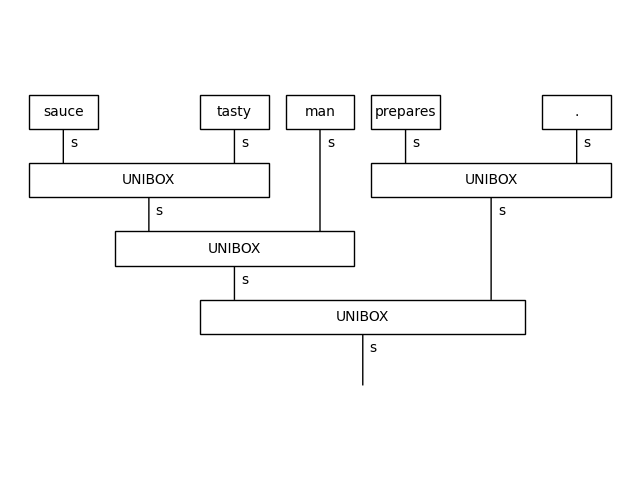 sauce tasty man prepares .
s s s s s
UNIBOX UNIBOX
s s
UNIBOX
s
UNIBOX
s